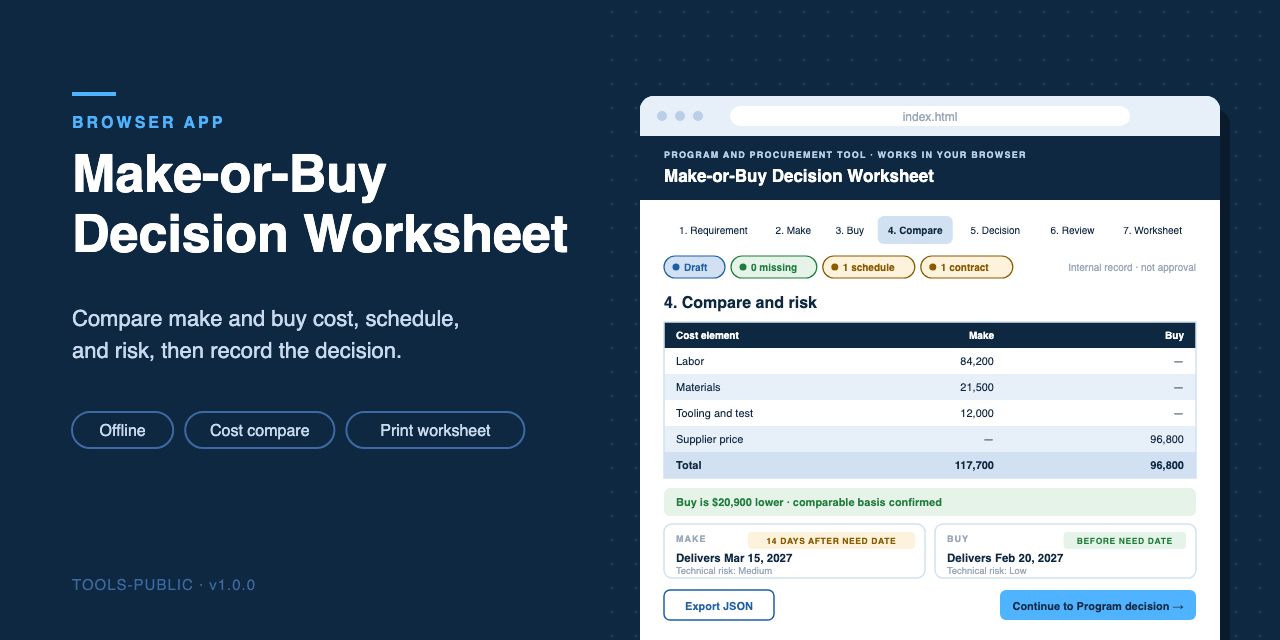 BROWSER APP
Make-or-Buy
Decision Worksheet
Compare make and buy cost, schedule,
and risk, then record the decision.
Offline Cost compare Print worksheet
TOOLS-PUBLIC · v1.0.0
index.html
PROGRAM AND PROCUREMENT TOOL · WORKS IN YOUR BROWSER
Make-or-Buy Decision Worksheet
1. Requirement 2. Make 3. Buy 4. Compare 5. Decision 6. Review 7. Worksheet
Draft 0 missing 1 schedule 1 contract Internal record · not approval
4. Compare and risk
Cost element Make Buy
Labor 84,200 —
Materials 21,500 —
Tooling and test 12,000 —
Supplier price — 96,800
Total 117,700 96,800
Buy is $20,900 lower · comparable basis confirmed
MAKE 14 DAYS AFTER NEED DATE
Delivers Mar 15, 2027
Technical risk: Medium
BUY BEFORE NEED DATE
Delivers Feb 20, 2027
Technical risk: Low
Export JSON Continue to Program decision →